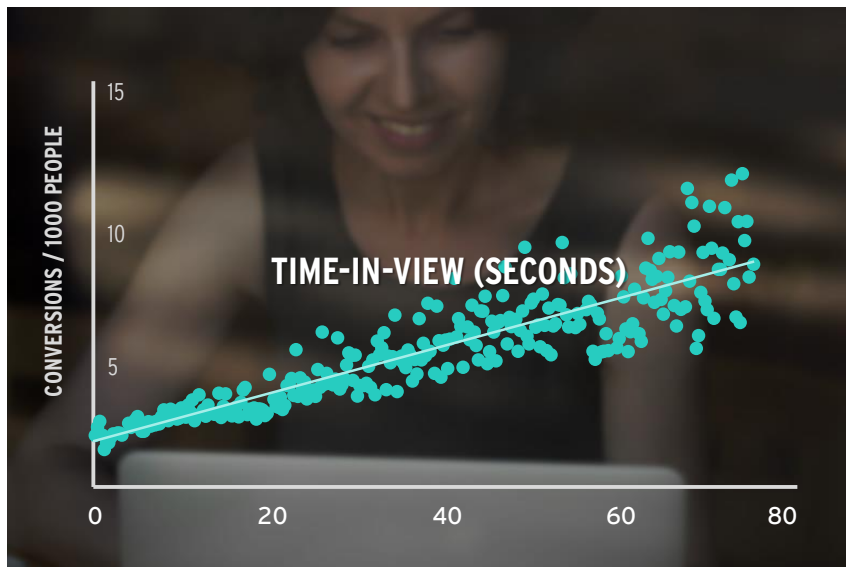 15
CONVERSIONS / 1000 PEOPLE
10
TIME-IN-VIEW (SECONDS)
5
0 20 40 60 80